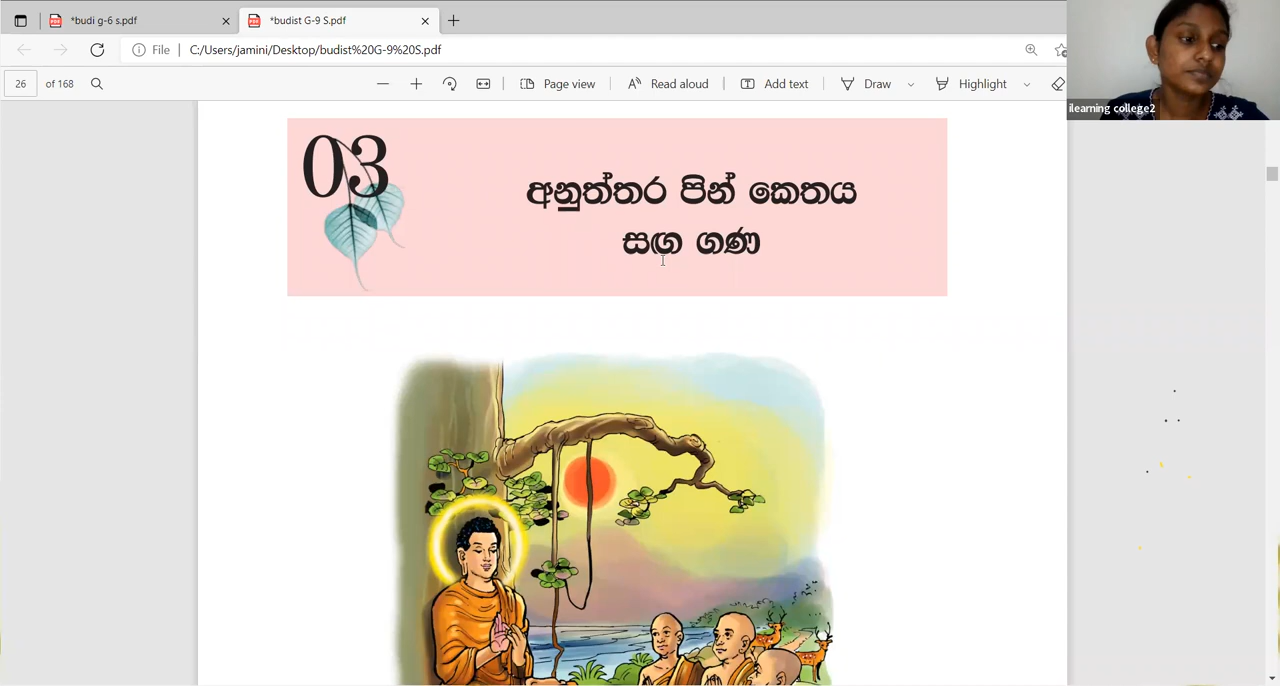 *budi g-6 s.pdf
*budist G-9 S.pdf
File | C:/Users/jamini/Desktop/budist%20G-9%20S.pdf
26 of 168
Page view
Read aloud
Add text
Draw
Highlight
ilearning college2
03
අනුත්තර පින් කෙතය
සඟ ගණ